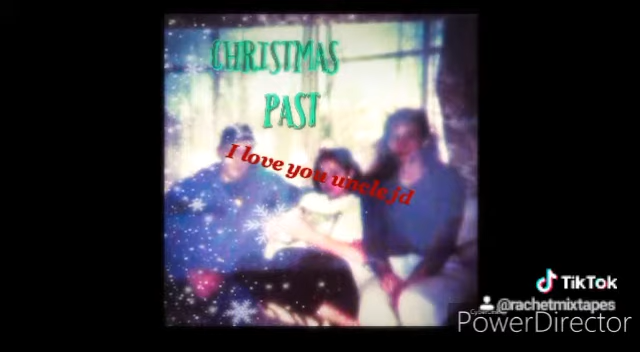 CHRISTMAS
PAST
I love you uncle jd
TikTok
@rachetmixtapes
PowerDirector